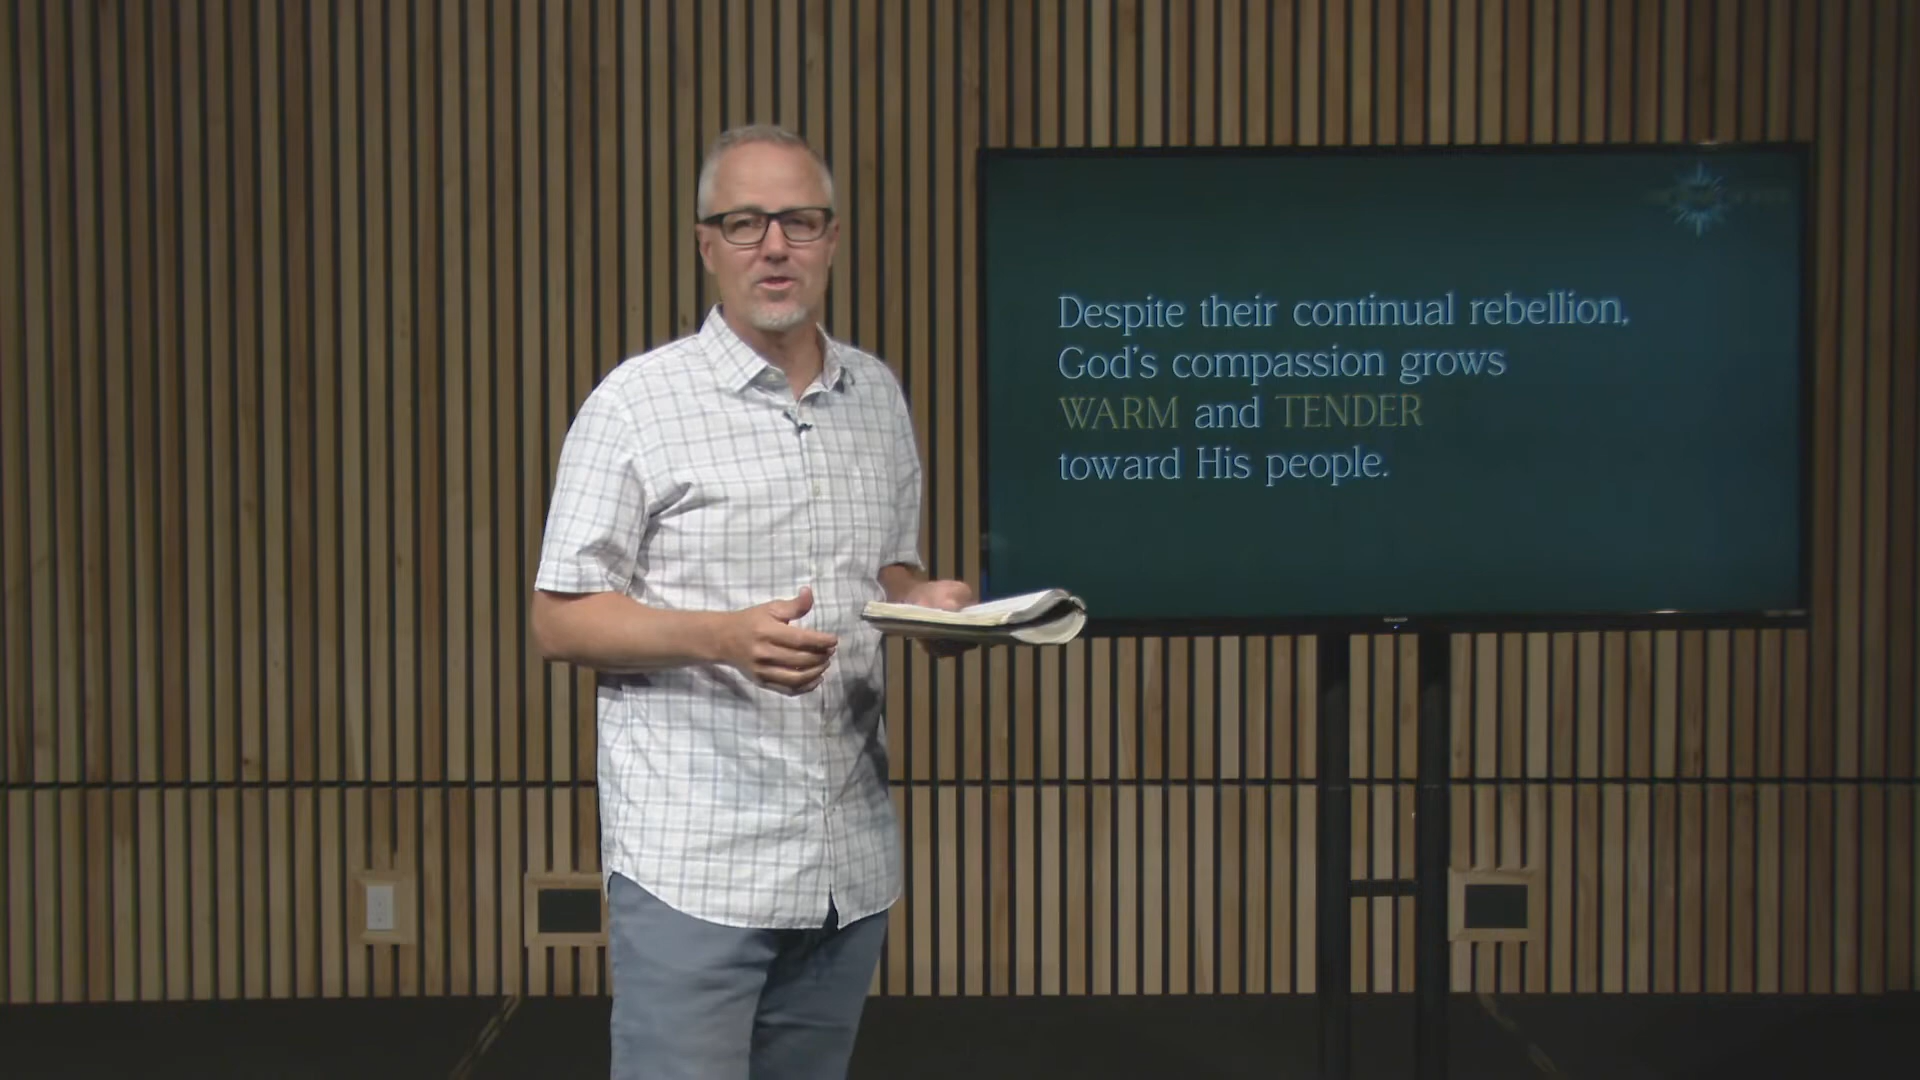 Despite their continual rebellion,
God's compassion grows
WARM and TENDER
toward His people.